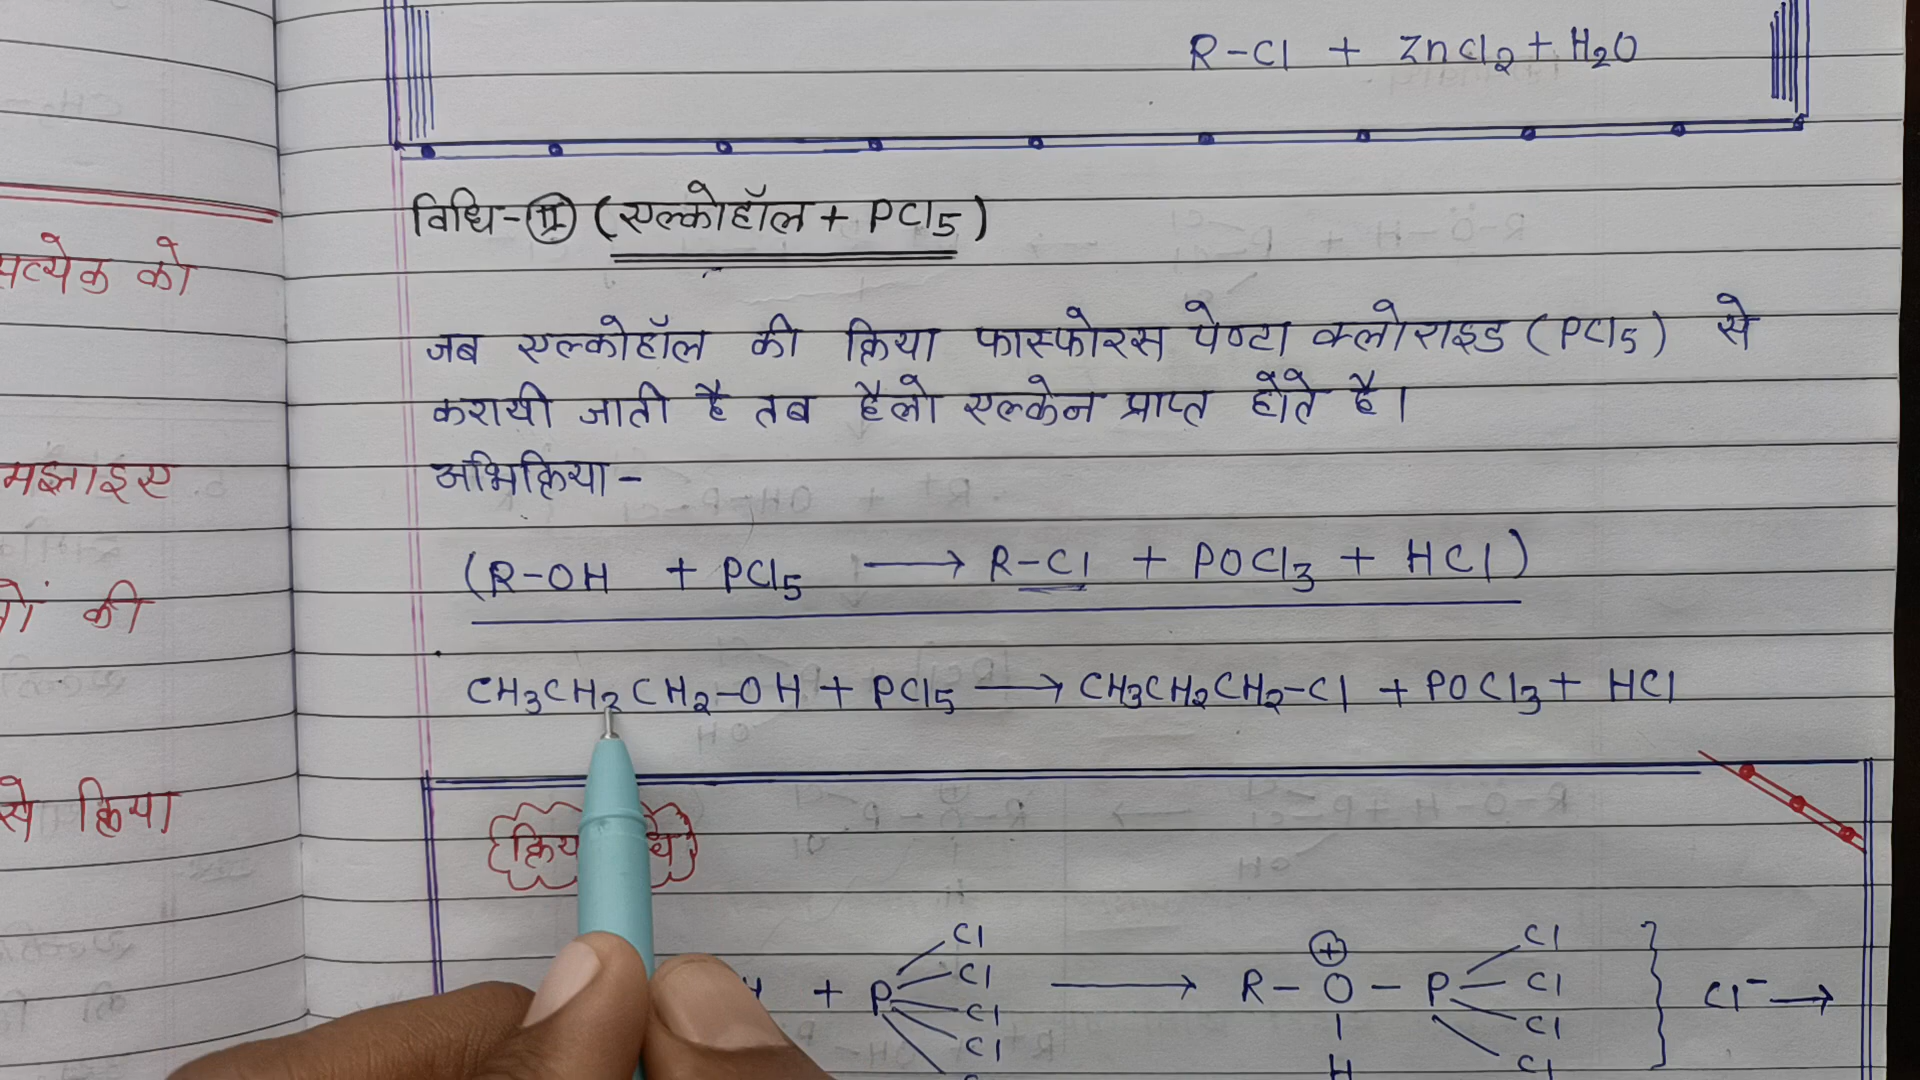 R-Cl + ZnCl2 + H2O
विधि-II (एल्कोहॉल + PCl5)
सत्येक को
जब एल्कोहॉल की क्रिया फास्फोरस पेण्टा क्लोराइड (PCl5) से
करायी जाती है तब हैलो एल्केन प्राप्त होते है।
मझाइए
अभिक्रिया-
(R-OH + PCl5 ⟶ R-Cl + POCl3 + HCl)
की
CH3CH2CH2-OH + PCl5 ⟶ CH3CH2CH2-Cl + POCl3 + HCl
से क्रिया
Cl Cl
+ P Cl ⟶ R-O-P Cl } Cl⁻ ⟶
⊕
Cl Cl
Cl Cl
H